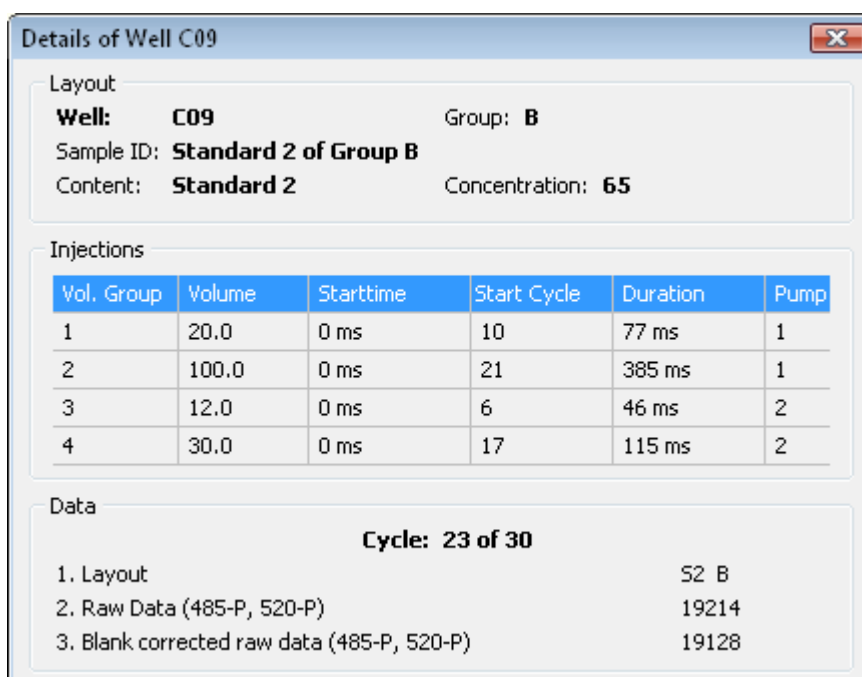 Details of Well C09
Layout
Well: C09 Group: B
Sample ID: Standard 2 of Group B
Content: Standard 2 Concentration: 65
Injections
Vol. Group Volume Starttime Start Cycle Duration Pump
1 20.0 0 ms 10 77 ms 1
2 100.0 0 ms 21 385 ms 1
3 12.0 0 ms 6 46 ms 2
4 30.0 0 ms 17 115 ms 2
Data
Cycle: 23 of 30
1. Layout S2 B
2. Raw Data (485-P, 520-P) 19214
3. Blank corrected raw data (485-P, 520-P) 19128